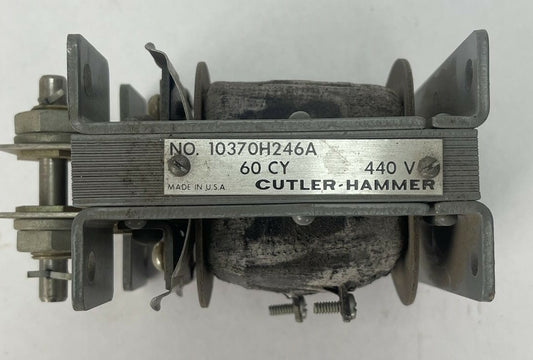 NO. 10370H246A
60 CY 440 V
MADE IN U.S.A CUTLER-HAMMER